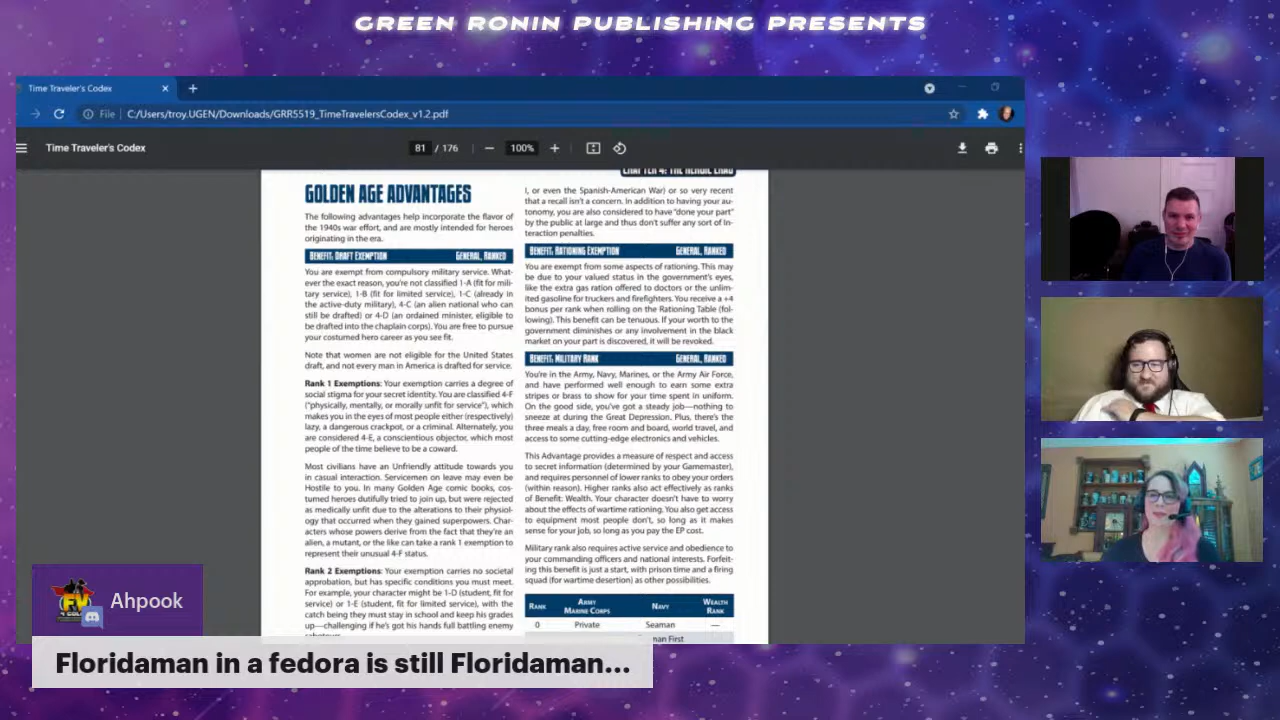 GREEN RONIN PUBLISHING PRESENTS
Time Traveler's Codex
File
C:/Users/troy.UGEN/Downloads/GRR5519_TimeTravelersCodex_v1.2.pdf
Time Traveler's Codex
81 / 176
100%
CHAPTER 4: THE HEROIC ERAS
GOLDEN AGE ADVANTAGES
The following advantages help incorporate the flavor of
the 1940s war effort, and are mostly intended for heroes
originating in the era.
BENEFIT: DRAFT EXEMPTION GENERAL, RANKED
You are exempt from compulsory military service. What-
ever the exact reason, you're not classified 1-A (fit for mili-
tary service), 1-B (fit for limited service), 1-C (already in
the active-duty military), 4-C (an alien national who can
still be drafted) or 4-D (an ordained minister, eligible to
be drafted into the chaplain corps). You are free to pursue
your costumed hero career as you see fit.
Note that women are not eligible for the United States
draft, and not every man in America is drafted for service.
Rank 1 Exemptions: Your exemption carries a degree of
social stigma for your secret identity. You are classified 4-F
("physically, mentally, or morally unfit for service"), which
makes you in the eyes of most people either (respectively)
lazy, a dangerous crackpot, or a criminal. Alternately, you
are considered 4-E, a conscientious objector, which most
people of the time believe to be a coward.
Most civilians have an Unfriendly attitude towards you
in casual interaction. Servicemen on leave may even be
Hostile to you. In many Golden Age comic books, cos-
tumed heroes dutifully tried to join up, but were rejected
as medically unfit due to the alterations to their physiol-
ogy that occurred when they gained superpowers. Char-
acters whose powers derive from the fact that they're an
alien, a mutant, or the like can take a rank 1 exemption to
represent their unusual 4-F status.
Rank 2 Exemptions: Your exemption carries no societal
approbation, but has specific conditions you must meet.
For example, your character might be 1-D (student, fit for
service) or 1-E (student, fit for limited service), with the
catch being they must stay in school and keep his grades
up—challenging if he's got his hands full battling enemy
I, or even the Spanish-American War) or so very recent
that a recall isn't a concern. In addition to having your au-
tonomy, you are also considered to have "done your part"
by the public at large and thus don't suffer any sort of in-
teraction penalties.
BENEFIT: RATIONING EXEMPTION GENERAL, RANKED
You are exempt from some aspects of rationing. This may
be due to your valued status in the government's eyes,
like the extra gas ration offered to doctors or the unlim-
ited gasoline for truckers and firefighters. You receive a +4
bonus per rank when rolling on the Rationing Table (fol-
lowing). This benefit can be tenuous. If your worth to the
government diminishes or any involvement in the black
market on your part is discovered, it will be revoked.
BENEFIT: MILITARY RANK GENERAL, RANKED
You're in the Army, Navy, Marines, or the Army Air Force,
and have performed well enough to earn some extra
stripes or brass to show for your time spent in uniform.
On the good side, you've got a steady job—nothing to
sneeze at during the Great Depression. Plus, there's
three meals a day, free room and board, world travel, and
access to some cutting-edge electronics and vehicles.
This Advantage provides a measure of respect and access
to secret information (determined by your Gamemaster),
and requires personnel of lower ranks to obey your orders
(within reason). Higher ranks also act effectively as ranks
of Benefit: Wealth. Your character doesn't have to worry
about the effects of wartime rationing. You also get access
to equipment most people don't, so long as it makes
sense for your job, so long as you pay the EP cost.
Military rank also requires active service and obedience to
your commanding officers and national interests. Forfeit-
ing this benefit is just a start, with prison time and a firing
squad (for wartime desertion) as other possibilities.
RANK ARMY MARINE CORPS NAVY WEALTH RANK
0 Private Seaman —
man First
Ahpook
Floridaman in a fedora is still Floridaman...